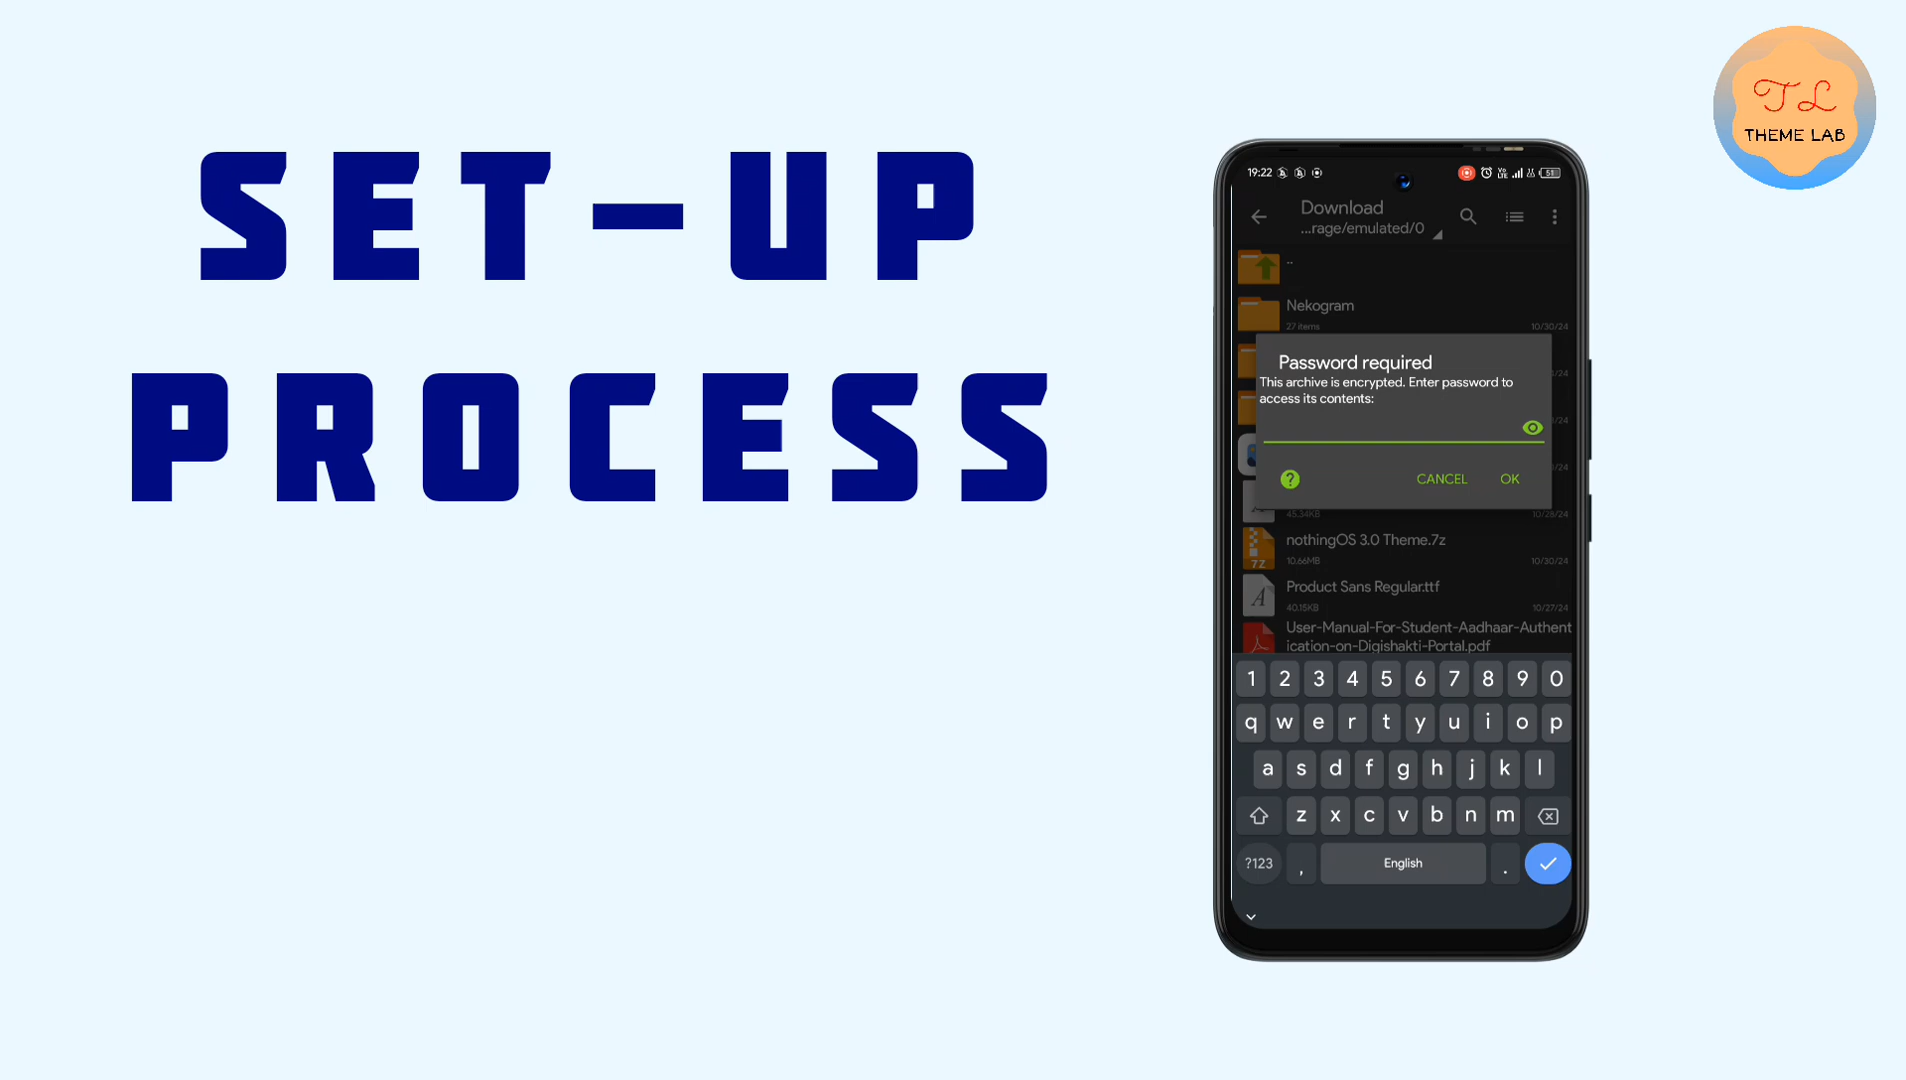 SET-UP
PROCESS
TL
THEME LAB
19:22
51
Download
...rage/emulated/0
..
Nekogram
27 items
10/30/24
Password required
This archive is encrypted. Enter password to
access its contents:
CANCEL
OK
45.34KB
10/28/24
nothingOS 3.0 Theme.7z
7Z
10.66MB
10/30/24
Product Sans Regular.ttf
A
40.15KB
10/27/24
User-Manual-For-Student-Aadhaar-Authent
ication-on-Digishakti-Portal.pdf
1 2 3 4 5 6 7 8 9 0
q w e r t y u i o p
a s d f g h j k l
z x c v b n m
?123 , English .